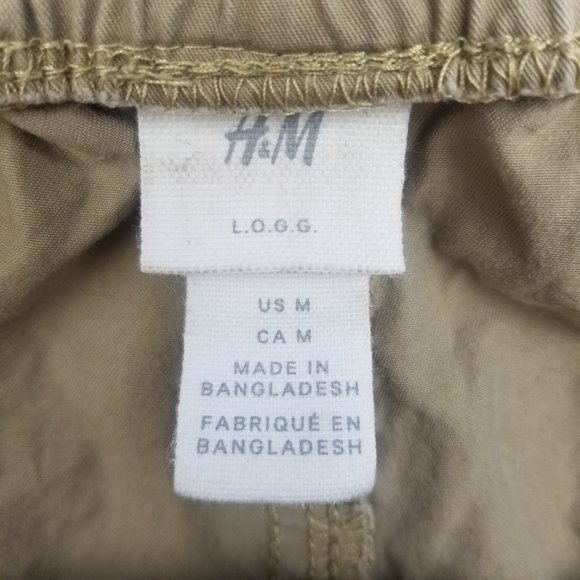 H&M
L.O.G.G.
US M
CA M
MADE IN
BANGLADESH
FABRIQUÉ EN
BANGLADESH